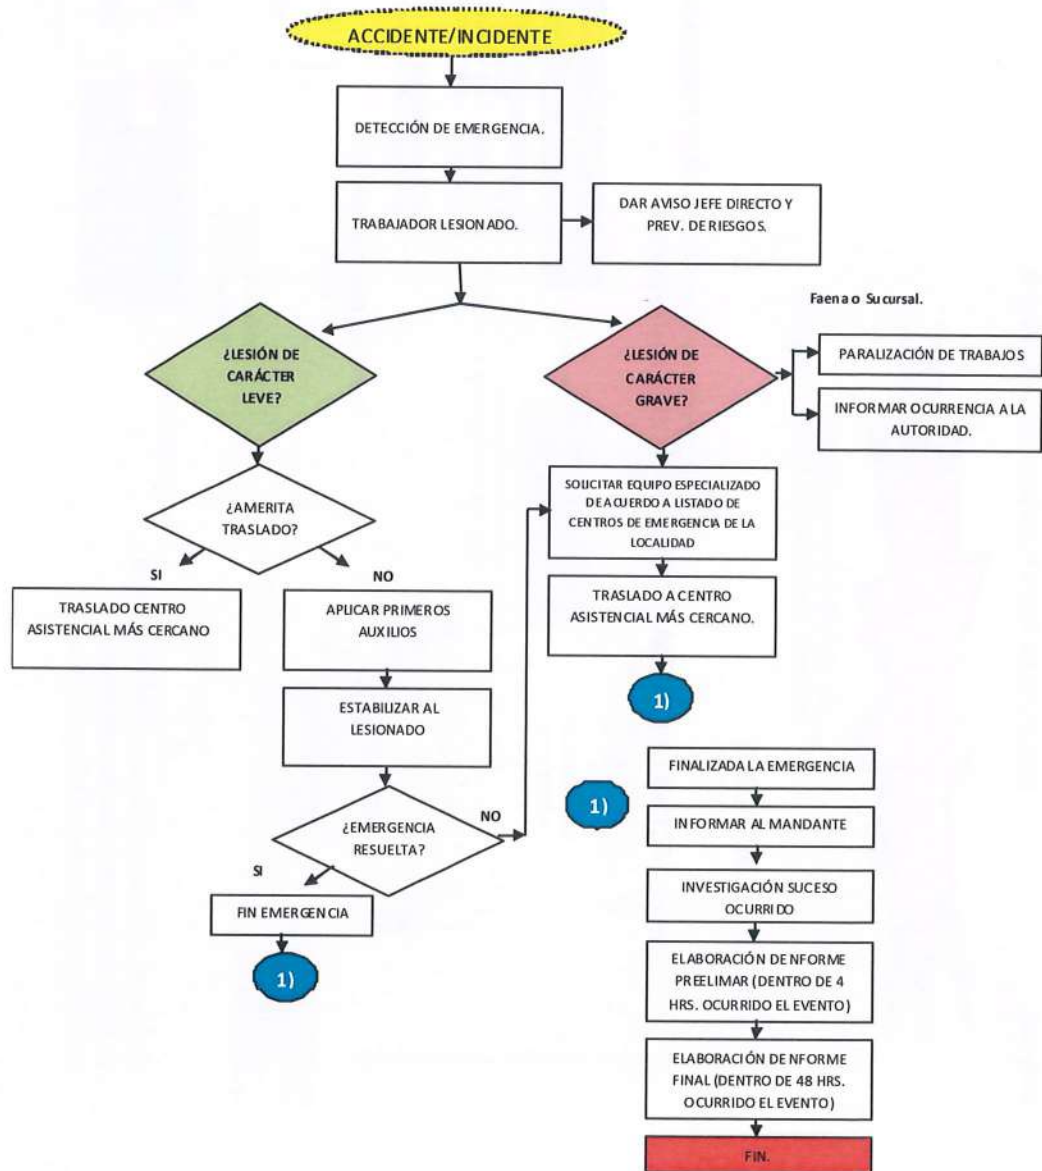 ACCIDENTE/INCIDENTE
DETECCIÓN DE EMERGENCIA.
TRABAJADOR LESIONADO.
DAR AVISO JEFE DIRECTO Y
PREV. DE RIESGOS.
Faena o Sucursal.
¿LESIÓN DE
CARÁCTER
LEVE?
¿LESIÓN DE
CARÁCTER
GRAVE?
PARALIZACIÓN DE TRABAJOS
INFORMAR OCURRENCIA A LA
AUTORIDAD.
¿AMERITA
TRASLADO?
SI
NO
TRASLADO CENTRO
ASISTENCIAL MÁS CERCANO
APLICAR PRIMEROS
AUXILIOS
ESTABILIZAR AL
LESIONADO
¿EMERGENCIA
RESUELTA?
NO
SI
FIN EMERGENCIA
1)
SOLICITAR EQUIPO ESPECIALIZADO
DE ACUERDO A LISTADO DE
CENTROS DE EMERGENCIA DE LA
LOCALIDAD
TRASLADO A CENTRO
ASISTENCIAL MÁS CERCANO.
1)
1)
FINALIZADA LA EMERGENCIA
INFORMAR AL MANDANTE
INVESTIGACIÓN SUCESO
OCURRIDO
ELABORACIÓN DE NFORME
PREELIMAR (DENTRO DE 4
HRS. OCURRIDO EL EVENTO)
ELABORACIÓN DE NFORME
FINAL (DENTRO DE 48 HRS.
OCURRIDO EL EVENTO)
FIN.